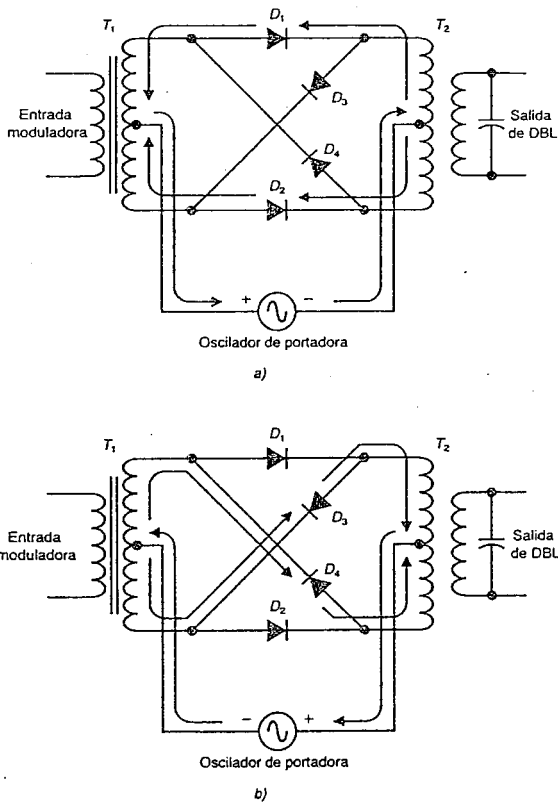 D₁
T₁
T₂
D₃
Entrada
moduladora
Salida
de DBL
D₄
D₂
+
−
Oscilador de portadora
a)
D₁
T₁
T₂
D₃
Entrada
moduladora
Salida
de DBL
D₄
D₂
−
+
Oscilador de portadora
b)